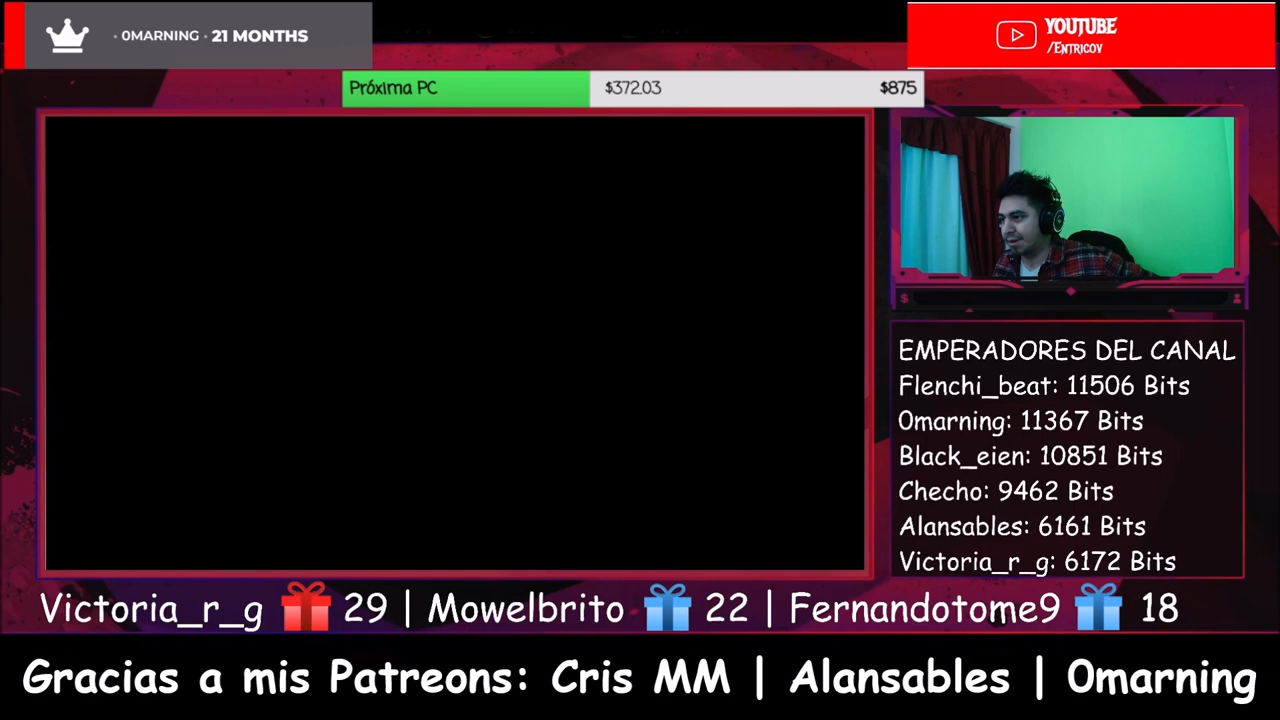 · 0MARNING · 21 MONTHS
YOUTUBE
/ENTRICOV
Próxima PC $372.03 $875
EMPERADORES DEL CANAL
Flenchi_beat: 11506 Bits
0marning: 11367 Bits
Black_eien: 10851 Bits
Checho: 9462 Bits
Alansables: 6161 Bits
Victoria_r_g: 6172 Bits
$
Victoria_r_g 29 | Mowelbrito 22 | Fernandotome9 18
Gracias a mis Patreons: Cris MM | Alansables | 0marning